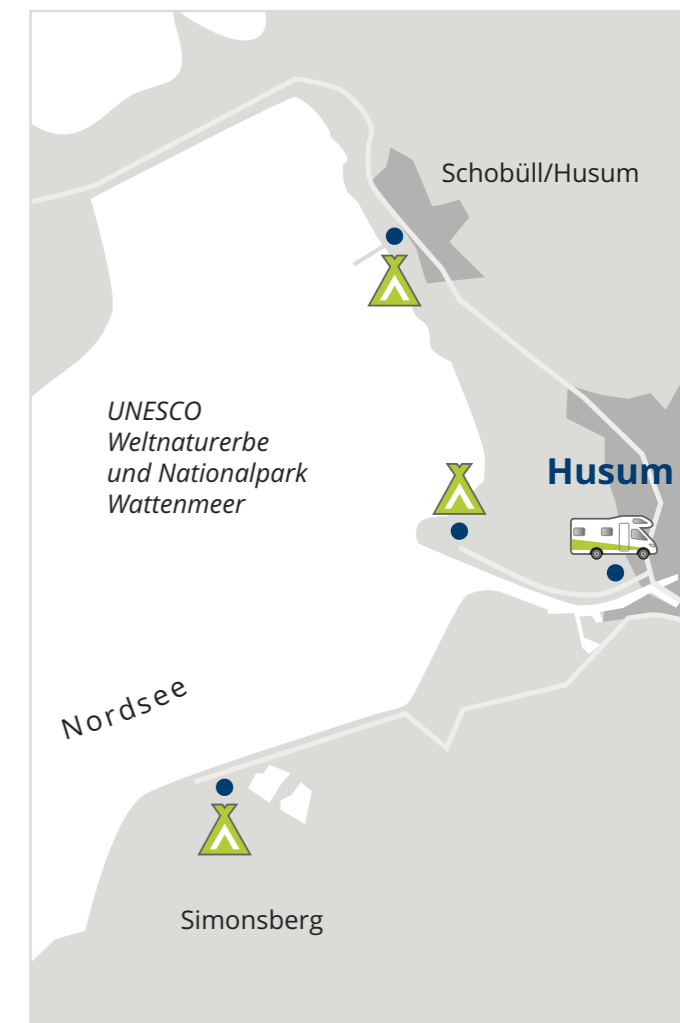 Schobüll/Husum
UNESCO
Weltnaturerbe
und Nationalpark
Wattenmeer
Husum
Nordsee
Simonsberg